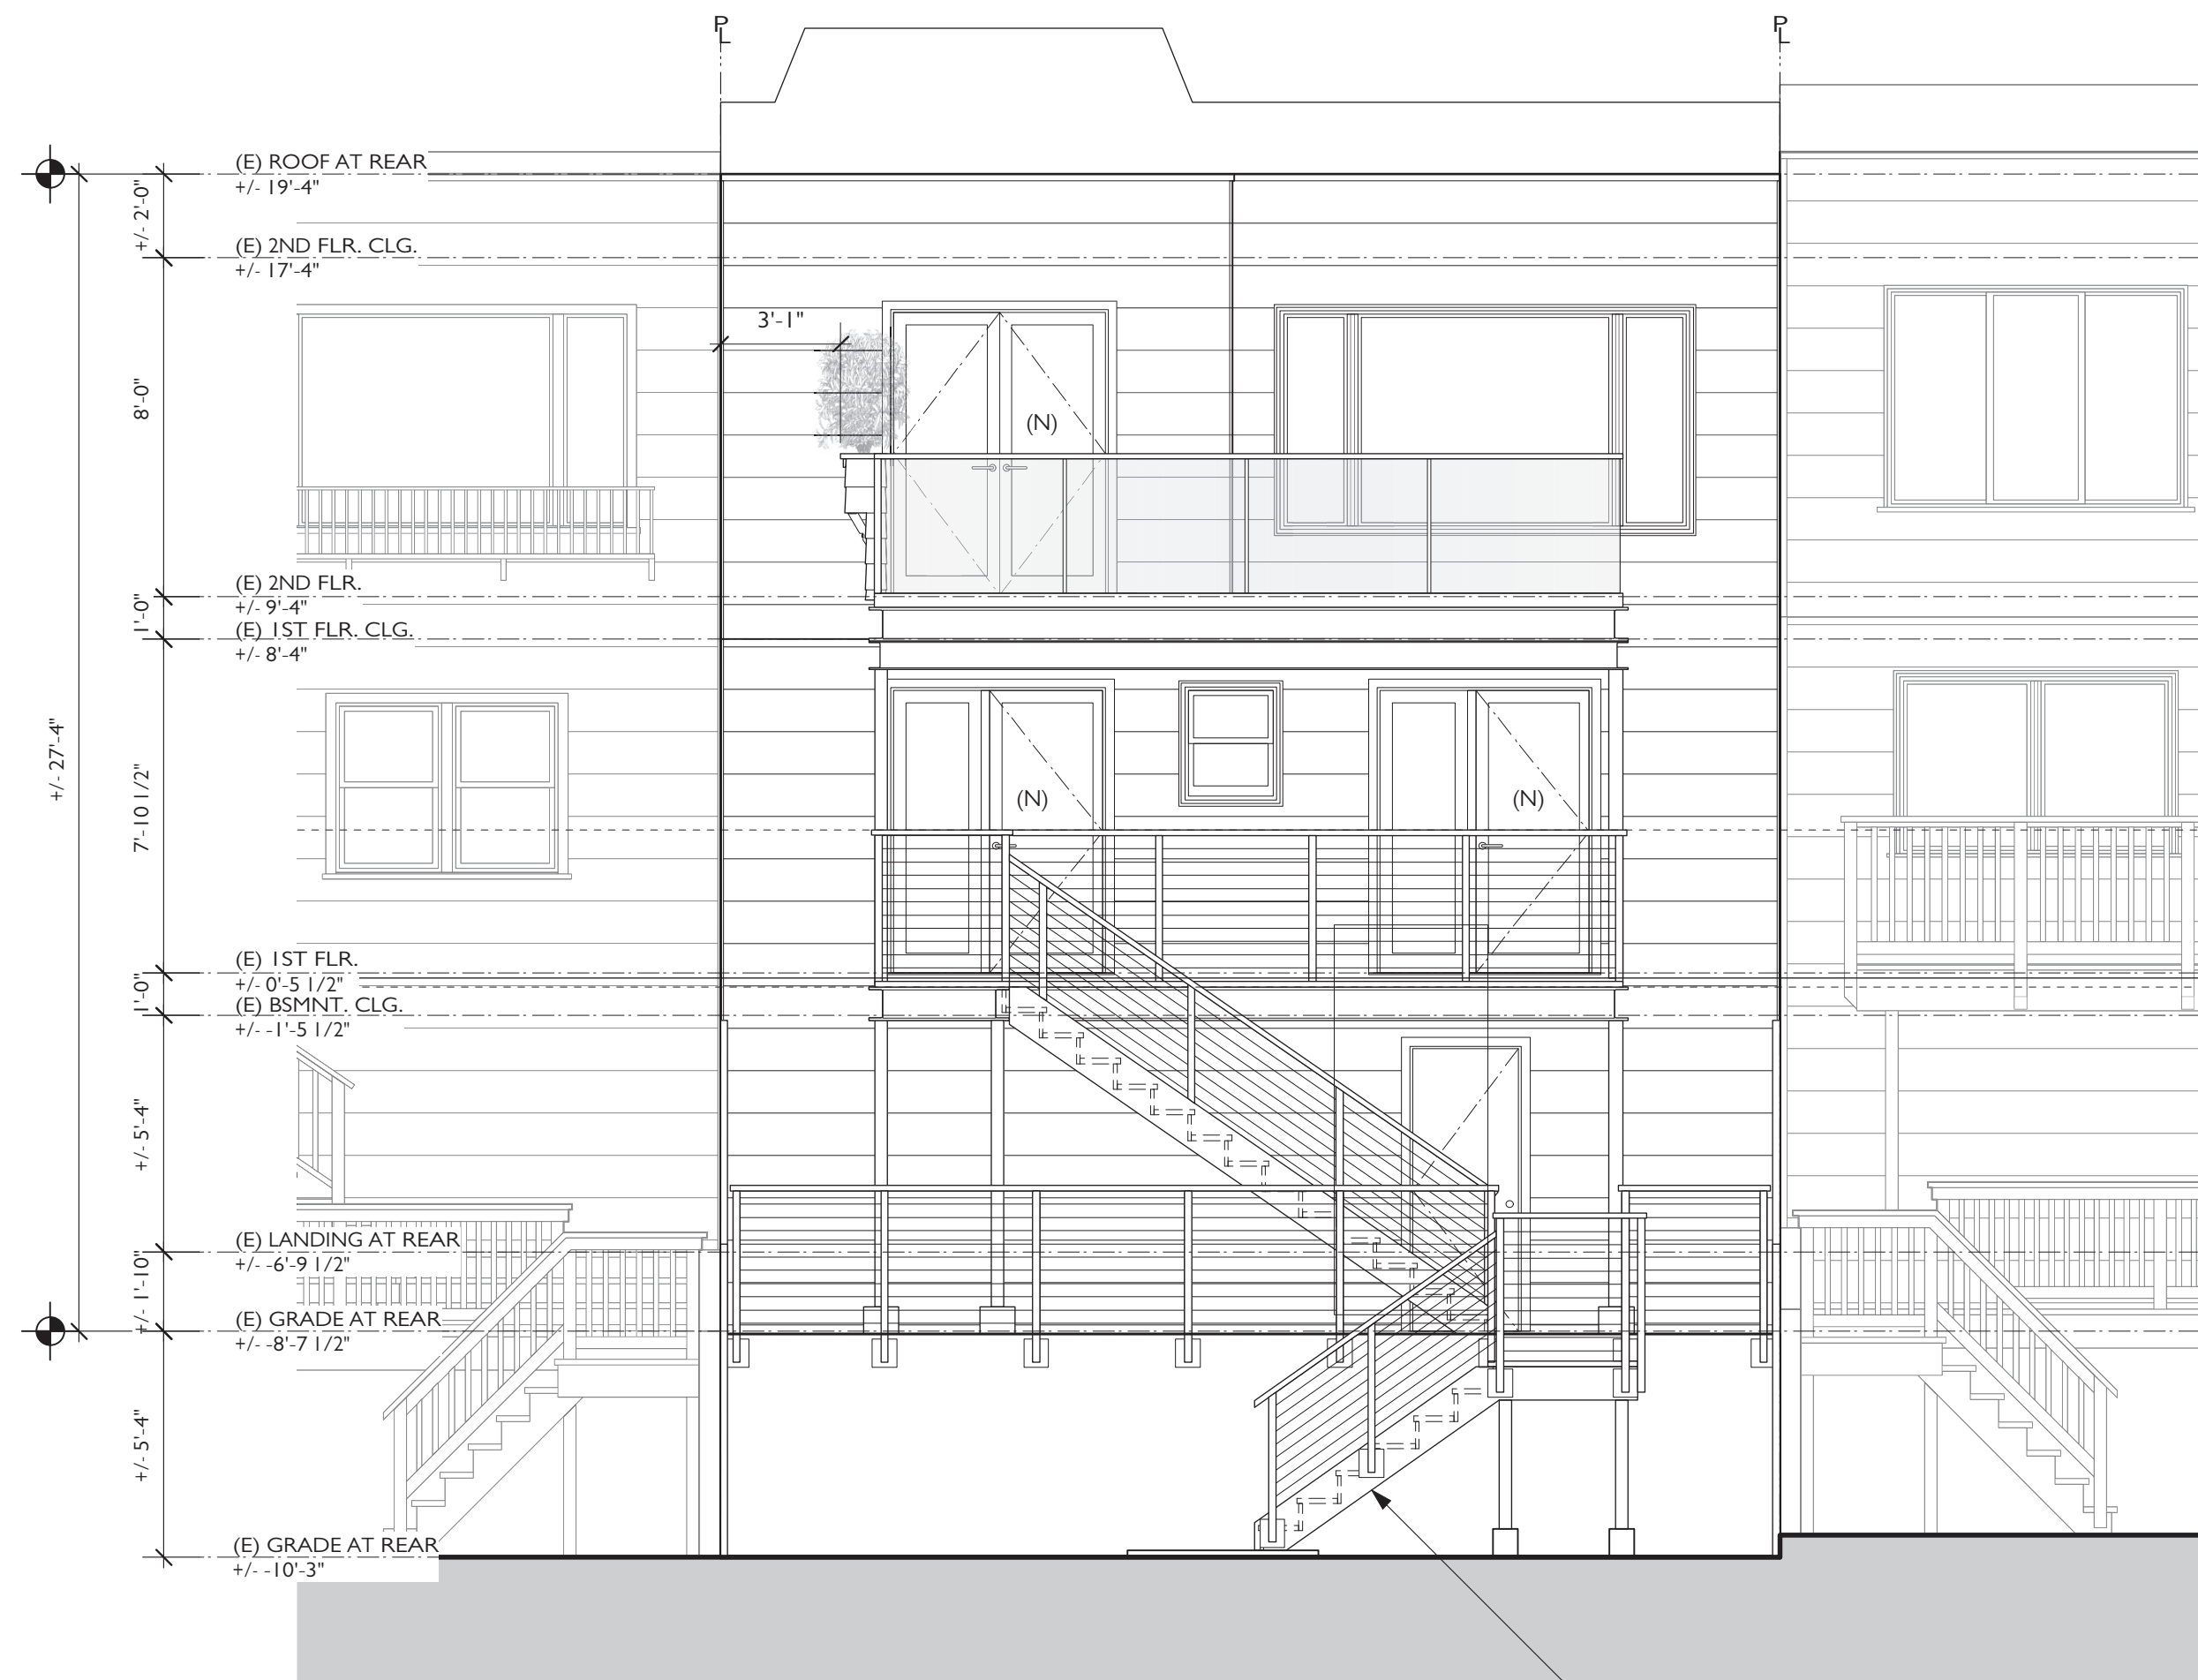 PL
PL
(E) ROOF AT REAR
+/- 19'-4"
+/- 2'-0"
(E) 2ND FLR. CLG.
+/- 17'-4"
3'-1"
8'-0"
(N)
(E) 2ND FLR.
+/- 9'-4"
1'-0"
(E) 1ST FLR. CLG.
+/- 8'-4"
+/- 27'-4"
7'-10 1/2"
(N)
(N)
(E) 1ST FLR.
+/- 0'-5 1/2"
1'-0"
(E) BSMNT. CLG.
+/- -1'-5 1/2"
+/- 5'-4"
(E) LANDING AT REAR
+/- -6'-9 1/2"
+/- 1'-10"
(E) GRADE AT REAR
+/- -8'-7 1/2"
+/- 5'-4"
(E) GRADE AT REAR
+/- -10'-3"